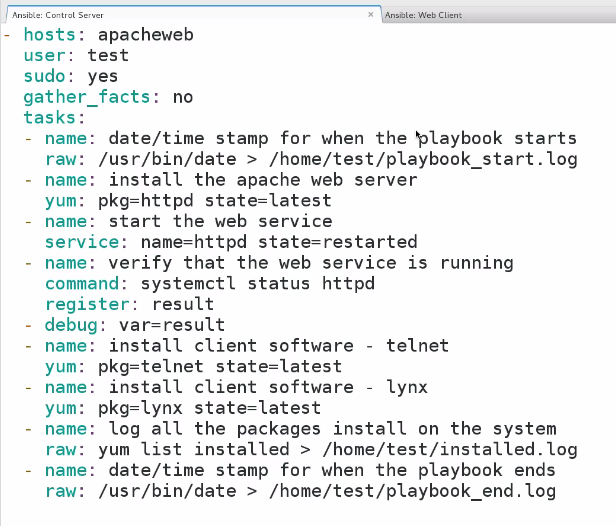 Ansible: Control Server × Ansible: Web Client
- hosts: apacheweb
  user: test
  sudo: yes
  gather_facts: no
  tasks:
  - name: date/time stamp for when the playbook starts
    raw: /usr/bin/date > /home/test/playbook_start.log
  - name: install the apache web server
    yum: pkg=httpd state=latest
  - name: start the web service
    service: name=httpd state=restarted
  - name: verify that the web service is running
    command: systemctl status httpd
    register: result
  - debug: var=result
  - name: install client software - telnet
    yum: pkg=telnet state=latest
  - name: install client software - lynx
    yum: pkg=lynx state=latest
  - name: log all the packages install on the system
    raw: yum list installed > /home/test/installed.log
  - name: date/time stamp for when the playbook ends
    raw: /usr/bin/date > /home/test/playbook_end.log